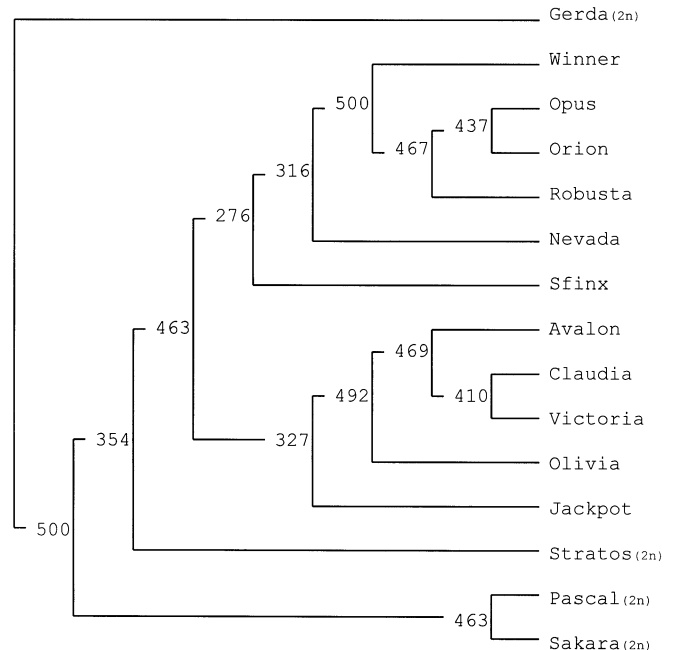 Gerda(2n)
Winner
500
Opus
437
Orion
467
316
Robusta
276
Nevada
Sfinx
463
Avalon
469
Claudia
492
410
Victoria
354
327
Olivia
Jackpot
500
Stratos(2n)
Pascal(2n)
463
Sakara(2n)